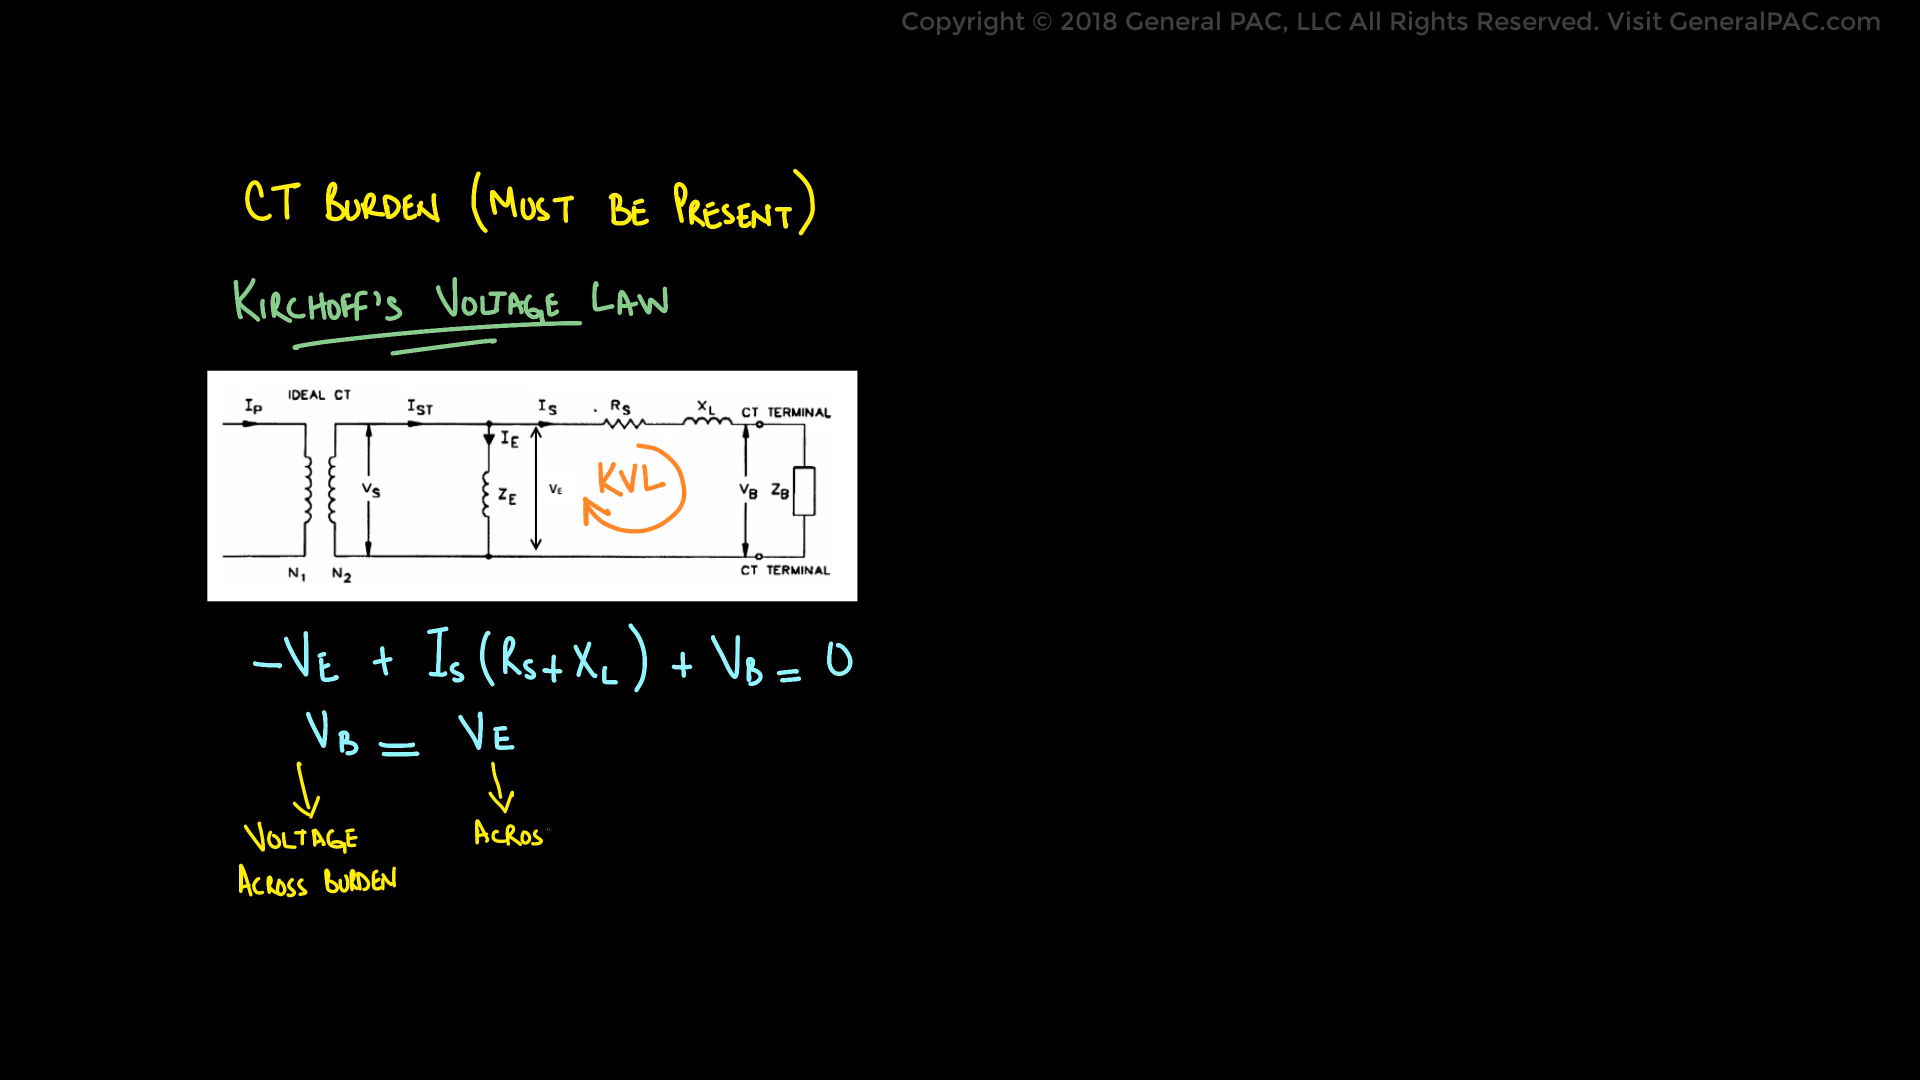 Copyright © 2018 General PAC, LLC All Rights Reserved. Visit GeneralPAC.com
CT BURDEN (MUST BE PRESENT)
KIRCHOFF'S VOLTAGE LAW
IDEAL CT
IP IST IS RS XL CT TERMINAL
IE
KVL
VS ZE VE VB ZB
N1 N2 CT TERMINAL
-VE + IS (RS+XL) + VB = 0
VB = VE
VOLTAGE ACROS
ACROSS BURDEN